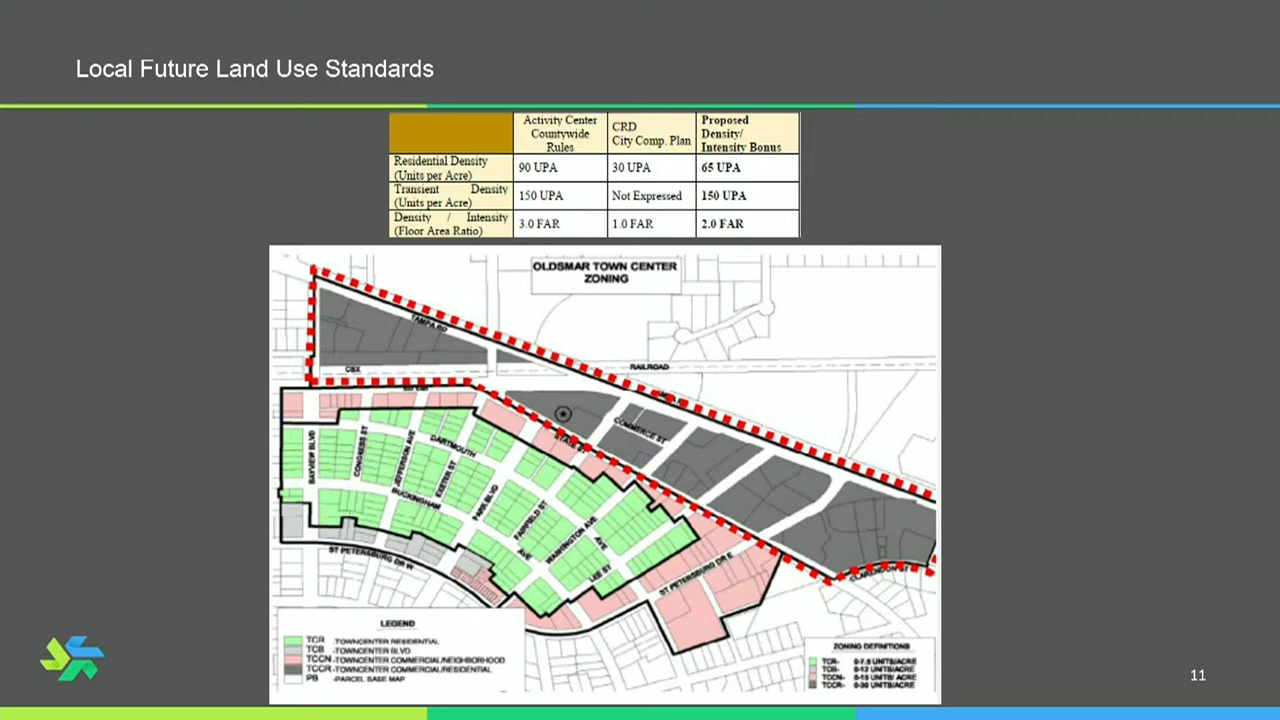 Local Future Land Use Standards
Activity Center
Countywide
Rules
CRD
City Comp. Plan
Proposed
Density/
Intensity Bonus
Residential Density
(Units per Acre)
90 UPA
30 UPA
65 UPA
Transient Density
(Units per Acre)
150 UPA
Not Expressed
150 UPA
Density / Intensity
(Floor Area Ratio)
3.0 FAR
1.0 FAR
2.0 FAR
OLDSMAR TOWN CENTER
ZONING
TAMPA RD
CSX
RAILROAD
COMMERCE ST
STATE ST
BAYVIEW BLVD
CONGRESS ST
JEFFERSON AVE
DARTMOUTH
EXETER ST
BUCKINGHAM
PARK BLVD
FAIRFIELD ST
WASHINGTON AVE
AVE
AVE
LEE ST
ST PETERSBURG DR W
ST PETERSBURG DR E
CLARENDON ST
LEGEND
TCR -TOWNCENTER RESIDENTIAL
TCB -TOWNCENTER BLVD
TCCN -TOWNCENTER COMMERCIAL/NEIGHBORHOOD
TCCR -TOWNCENTER COMMERCIAL/RESIDENTIAL
PB -PARCEL BASE MAP
ZONING DEFINITIONS
TCR- 0-7.5 UNITS/ACRE
TCB- 0-12 UNITS/ACRE
TCCN- 0-15 UNITS/ ACRE
TCCR- 0-30 UNITS/ACRE
11